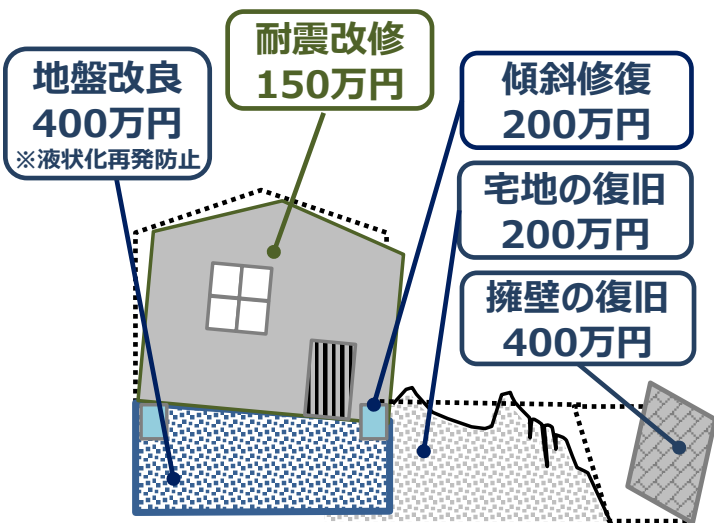 耐震改修
150万円
地盤改良
400万円
※液状化再発防止
傾斜修復
200万円
宅地の復旧
200万円
擁壁の復旧
400万円